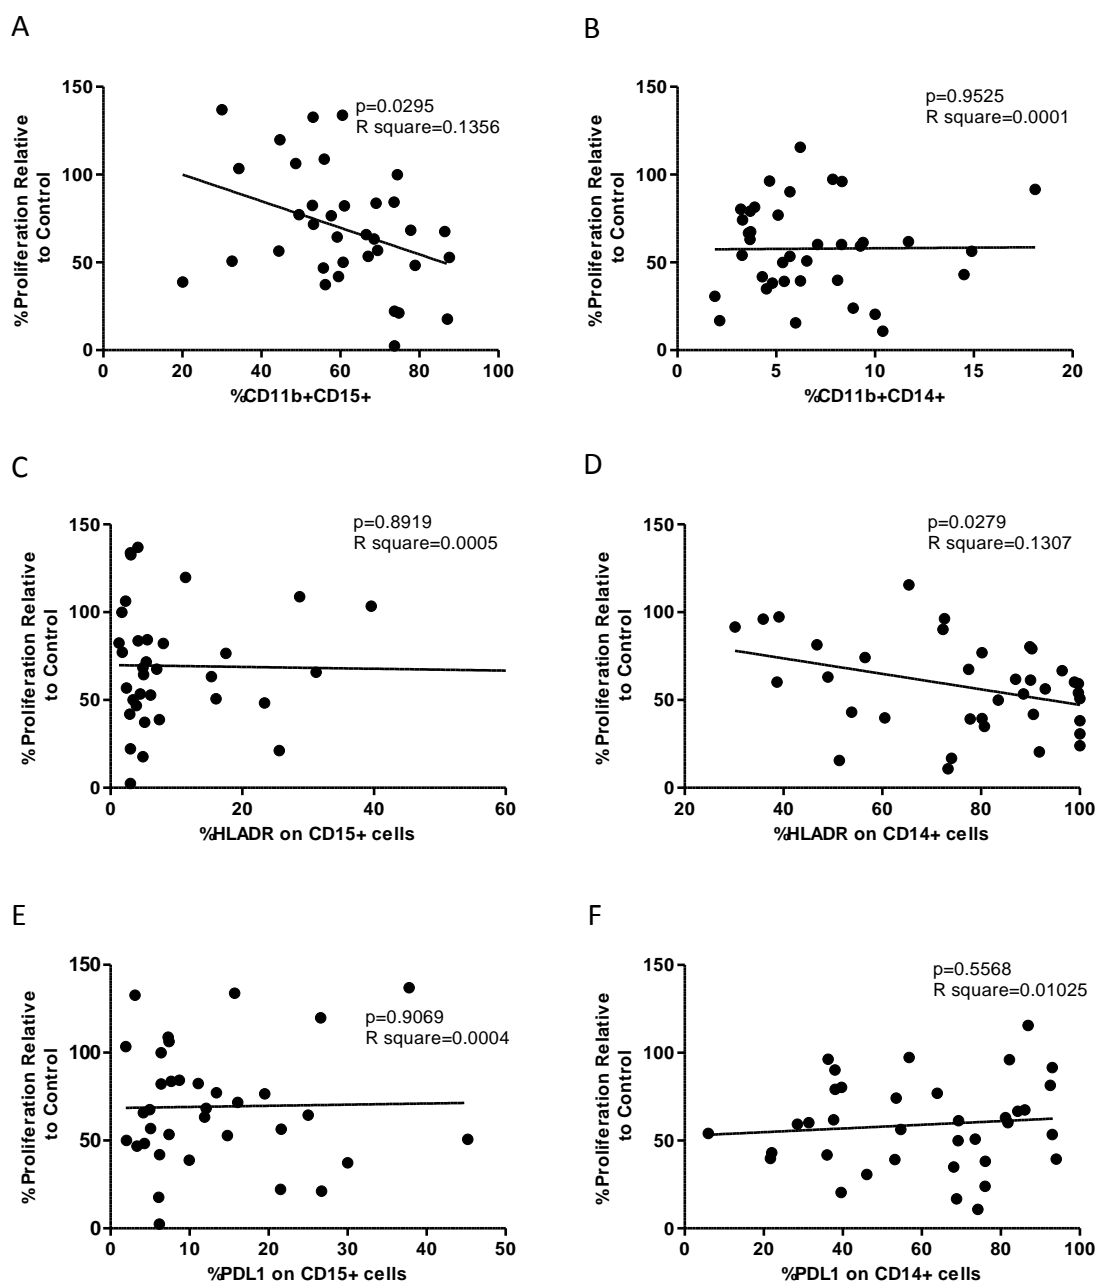 A
B
150
100
50
0
0
20
40
60
80
100
%Proliferation Relative
to Control
%CD11b+CD15+
p=0.0295
R square=0.1356
150
100
50
0
0
5
10
15
20
%Proliferation Relative
to Control
%CD11b+CD14+
p=0.9525
R square=0.0001
C
D
150
100
50
0
0
20
40
60
%Proliferation Relative
to Control
%HLADR on CD15+ cells
p=0.8919
R square=0.0005
150
100
50
0
20
40
60
80
100
%Proliferation Relative
to Control
%HLADR on CD14+ cells
p=0.0279
R square=0.1307
E
F
150
100
50
0
0
10
20
30
40
50
%Proliferation Relative
to Control
%PDL1 on CD15+ cells
p=0.9069
R square=0.0004
150
100
50
0
0
20
40
60
80
100
%Proliferation Relative
to Control
%PDL1 on CD14+ cells
p=0.5568
R square=0.01025